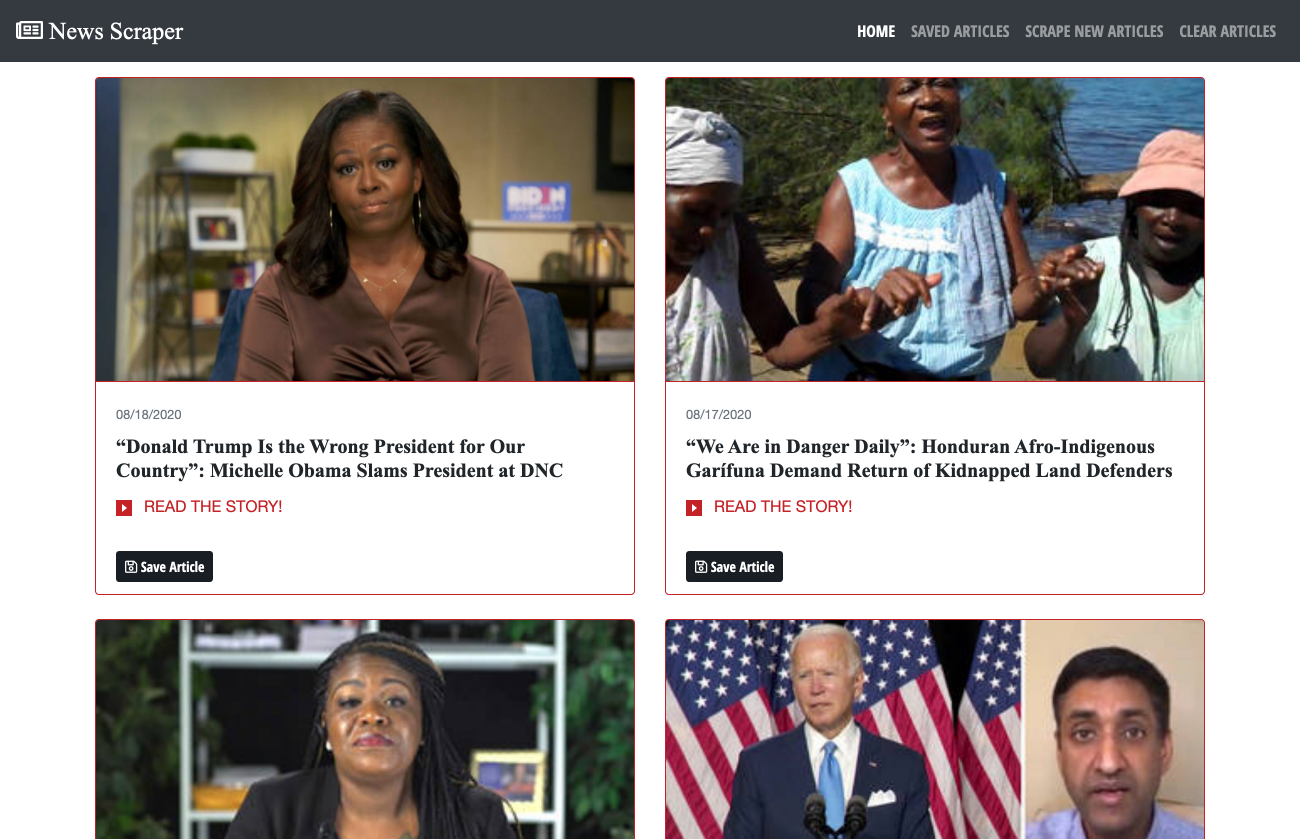 News Scraper
HOME
SAVED ARTICLES
SCRAPE NEW ARTICLES
CLEAR ARTICLES
BIDEN
08/18/2020
“Donald Trump Is the Wrong President for Our
Country”: Michelle Obama Slams President at DNC
READ THE STORY!
Save Article
08/17/2020
“We Are in Danger Daily”: Honduran Afro-Indigenous
Garífuna Demand Return of Kidnapped Land Defenders
READ THE STORY!
Save Article